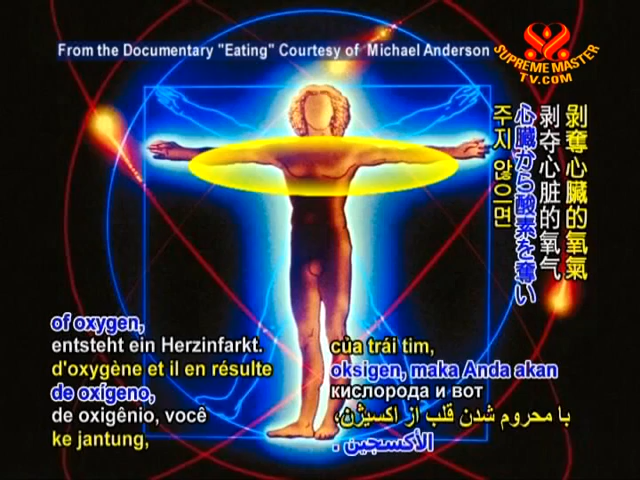 From the Documentary "Eating" Courtesy of Michael Anderson
SUPREME MASTER
TV.COM
剝奪心臟的氧氣
剥夺心脏的氧气
心臓から酸素を奪い
주지 않으면
of oxygen,
entsteht ein Herzinfarkt.
d'oxygène et il en résulte
de oxígeno,
de oxigênio, você
ke jantung,
của trái tim,
oksigen, maka Anda akan
кислорода и вот
با محروم شدن قلب از اکسیژن،
الأكسجين .